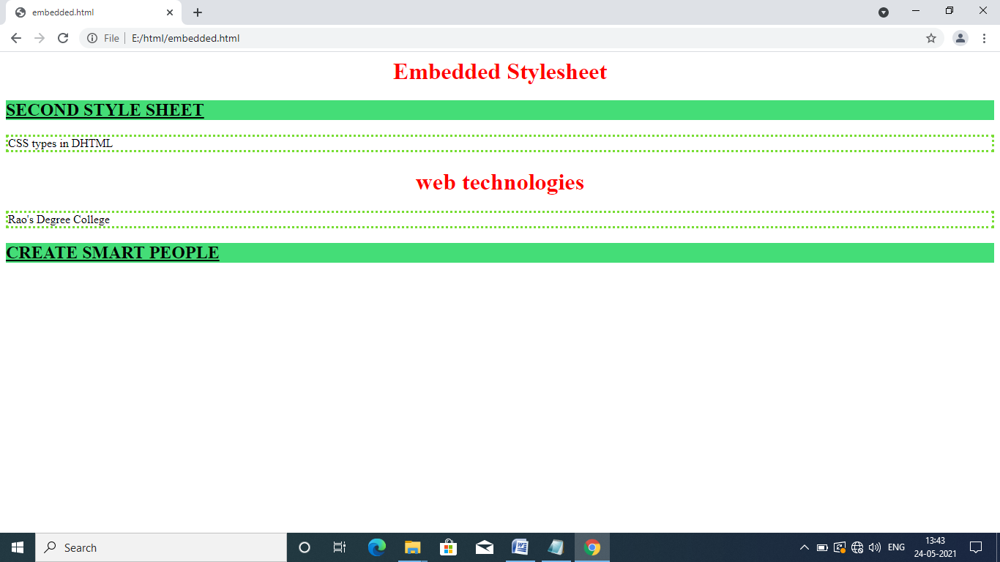 embedded.html
File E:/html/embedded.html
Embedded Stylesheet
SECOND STYLE SHEET
CSS types in DHTML
web technologies
Rao's Degree College
CREATE SMART PEOPLE
Search
ENG
13:43
24-05-2021